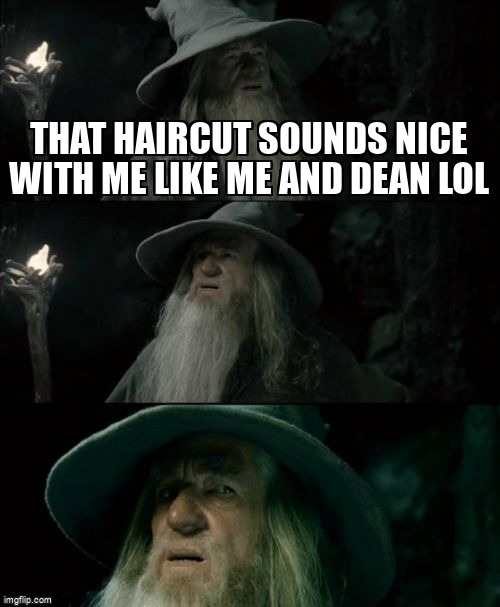 THAT HAIRCUT SOUNDS NICE
WITH ME LIKE ME AND DEAN LOL
imgflip.com